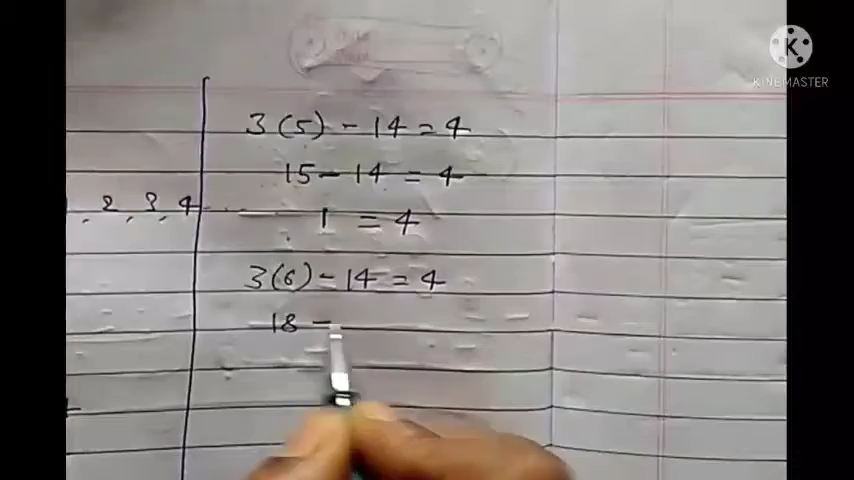 K
KINEMASTER
3(5) - 14 = 4
15 - 14 = 4
, 2, 3, 4
1 = 4
3(6) - 14 = 4
18 -